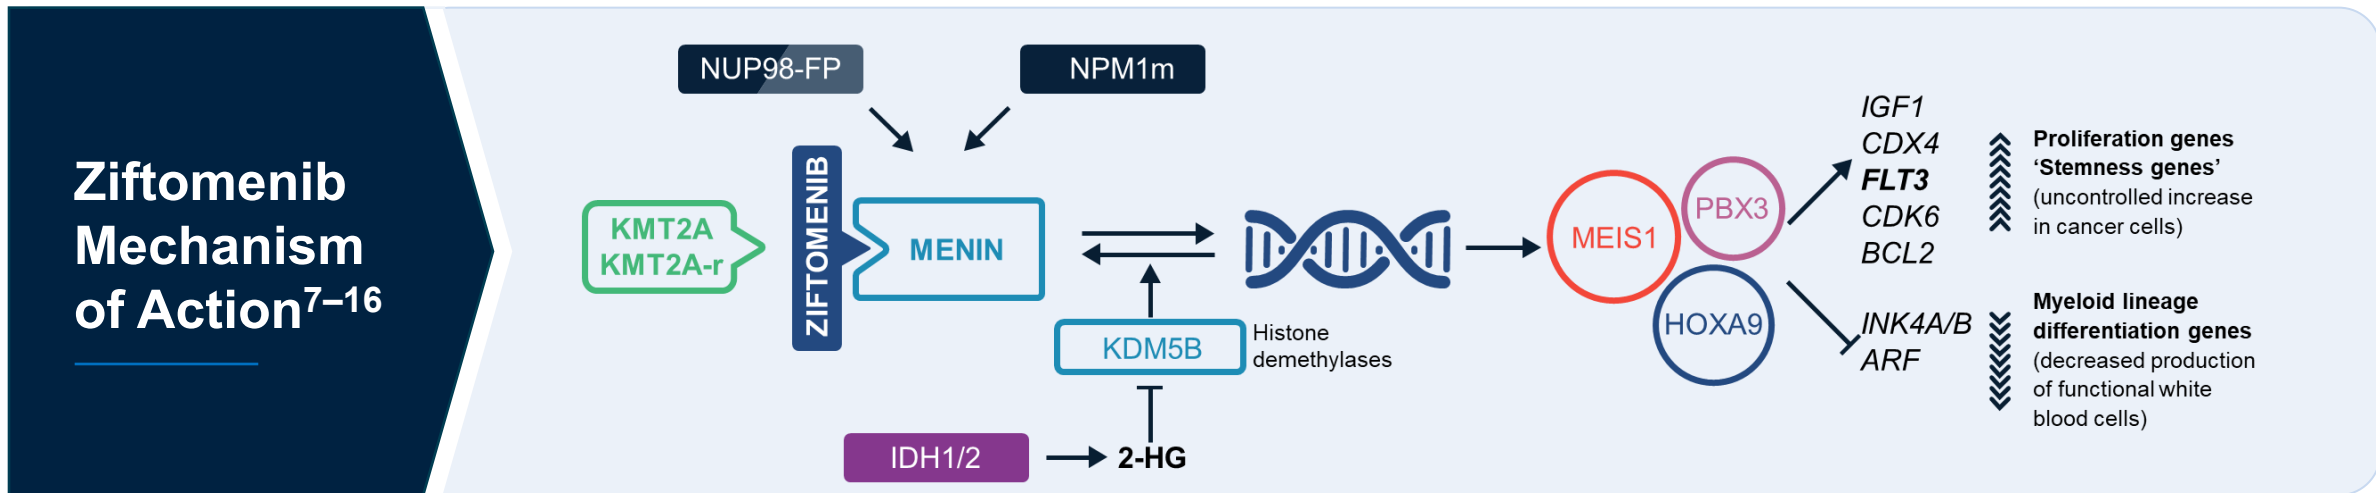 Ziftomenib
Mechanism
of Action7–16
NUP98-FP
NPM1m
KMT2A
KMT2A-r
ZIFTOMENIB
MENIN
KDM5B
Histone
demethylases
IDH1/2
2-HG
MEIS1
PBX3
HOXA9
IGF1
CDX4
FLT3
CDK6
BCL2
Proliferation genes
‘Stemness genes’
(uncontrolled increase
in cancer cells)
INK4A/B
ARF
Myeloid lineage
differentiation genes
(decreased production
of functional white
blood cells)